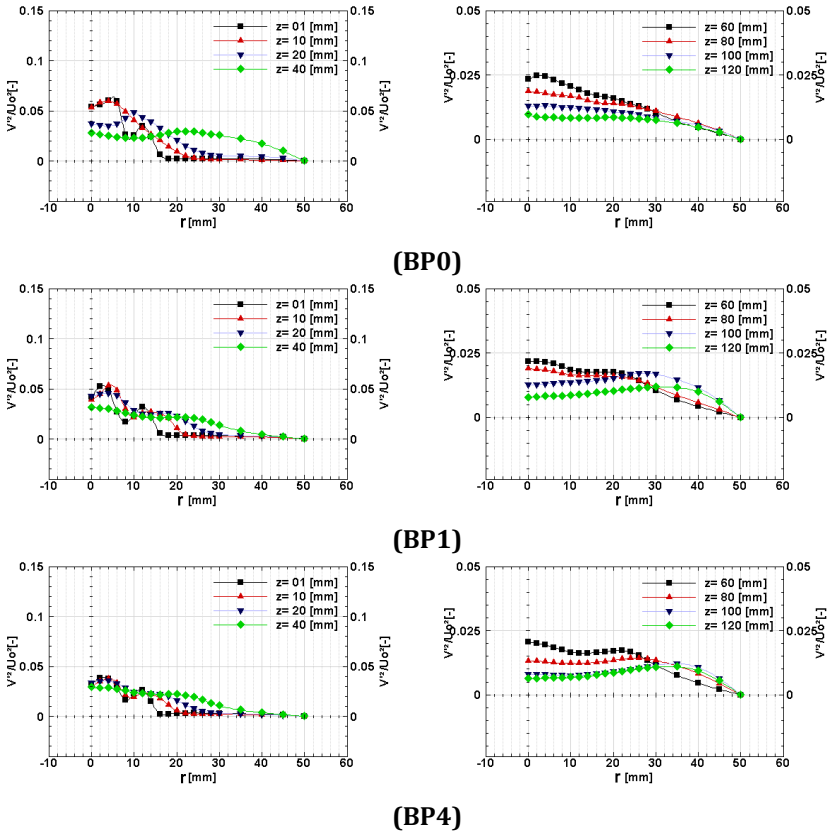 0.15 0.15 0.05 0.05
z= 01 [mm] z= 60 [mm]
z= 10 [mm] z= 80 [mm]
z= 20 [mm] z= 100 [mm]
z= 40 [mm] z= 120 [mm]
0.1 0.1
V'²/Uo²[-] V'²/Uo²[-] V'²/Uo²[-] V'²/Uo²[-]
0.05 0.05 0.025 0.025
0 0 0 0
-10 0 10 20 30 40 50 60 -10 0 10 20 30 40 50 60
r [mm] r [mm]
(BP0)
0.15 0.15 0.05 0.05
z= 01 [mm] z= 60 [mm]
z= 10 [mm] z= 80 [mm]
z= 20 [mm] z= 100 [mm]
z= 40 [mm] z= 120 [mm]
0.1 0.1
V'²/Uo²[-] V'²/Uo²[-] V'²/Uo²[-] V'²/Uo²[-]
0.05 0.05 0.025 0.025
0 0 0 0
-10 0 10 20 30 40 50 60 -10 0 10 20 30 40 50 60
r [mm] r [mm]
(BP1)
0.15 0.15 0.05 0.05
z= 01 [mm] z= 60 [mm]
z= 10 [mm] z= 80 [mm]
z= 20 [mm] z= 100 [mm]
z= 40 [mm] z= 120 [mm]
0.1 0.1
V'²/Uo²[-] V'²/Uo²[-] V'²/Uo²[-] V'²/Uo²[-]
0.05 0.05 0.025 0.025
0 0 0 0
-10 0 10 20 30 40 50 60 -10 0 10 20 30 40 50 60
r [mm] r [mm]
(BP4)